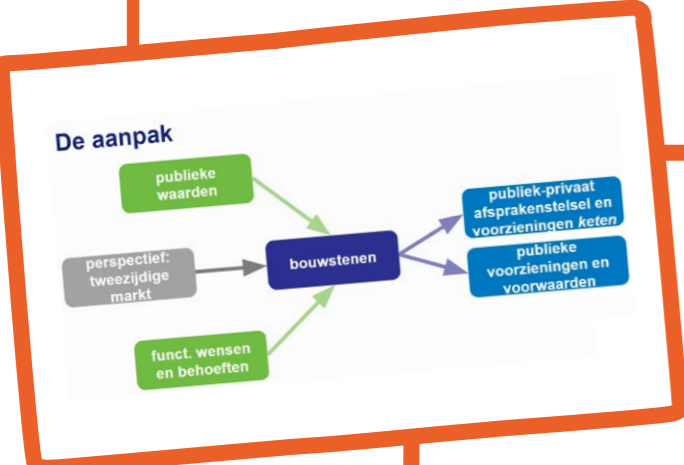 De aanpak
publieke
waarden
perspectief:
tweezijdige
markt
funct. wensen
en behoeften
bouwstenen
publiek-privaat
afsprakenstelsel en
voorzieningen keten
publieke
voorzieningen en
voorwaarden